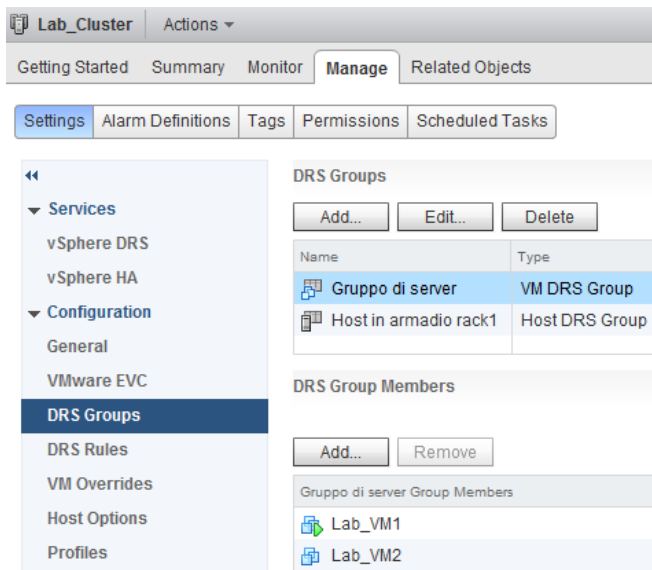 Lab_Cluster Actions
Getting Started Summary Monitor Manage Related Objects
Settings Alarm Definitions Tags Permissions Scheduled Tasks
Services
vSphere DRS
vSphere HA
Configuration
General
VMware EVC
DRS Groups
DRS Rules
VM Overrides
Host Options
Profiles
DRS Groups
Add... Edit... Delete
Name Type
Gruppo di server VM DRS Group
Host in armadio rack1 Host DRS Group
DRS Group Members
Add... Remove
Gruppo di server Group Members
Lab_VM1
Lab_VM2